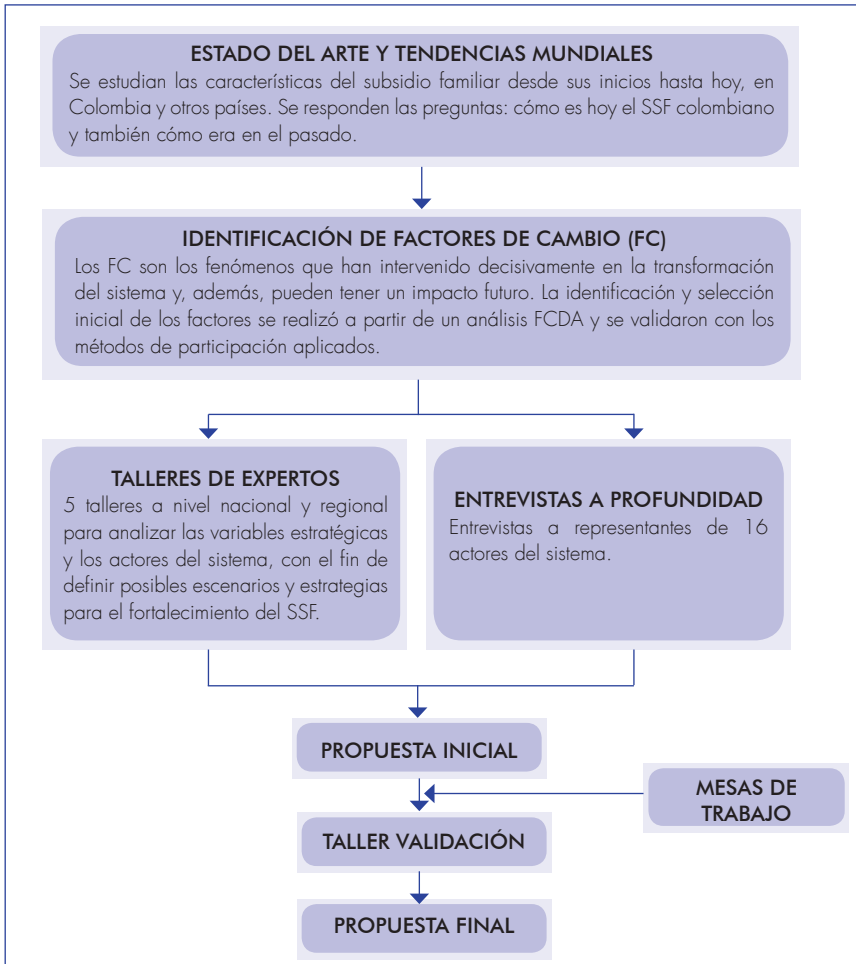 ESTADO DEL ARTE Y TENDENCIAS MUNDIALES
Se estudian las características del subsidio familiar desde sus inicios hasta hoy, en
Colombia y otros países. Se responden las preguntas: cómo es hoy el SSF colombiano
y también cómo era en el pasado.
IDENTIFICACIÓN DE FACTORES DE CAMBIO (FC)
Los FC son los fenómenos que han intervenido decisivamente en la transformación
del sistema y, además, pueden tener un impacto futuro. La identificación y selección
inicial de los factores se realizó a partir de un análisis FCDA y se validaron con los
métodos de participación aplicados.
TALLERES DE EXPERTOS
5 talleres a nivel nacional y regional
para analizar las variables estratégicas
y los actores del sistema, con el fin de
definir posibles escenarios y estrategias
para el fortalecimiento del SSF.
ENTREVISTAS A PROFUNDIDAD
Entrevistas a representantes de 16
actores del sistema.
PROPUESTA INICIAL
MESAS DE
TRABAJO
TALLER VALIDACIÓN
PROPUESTA FINAL